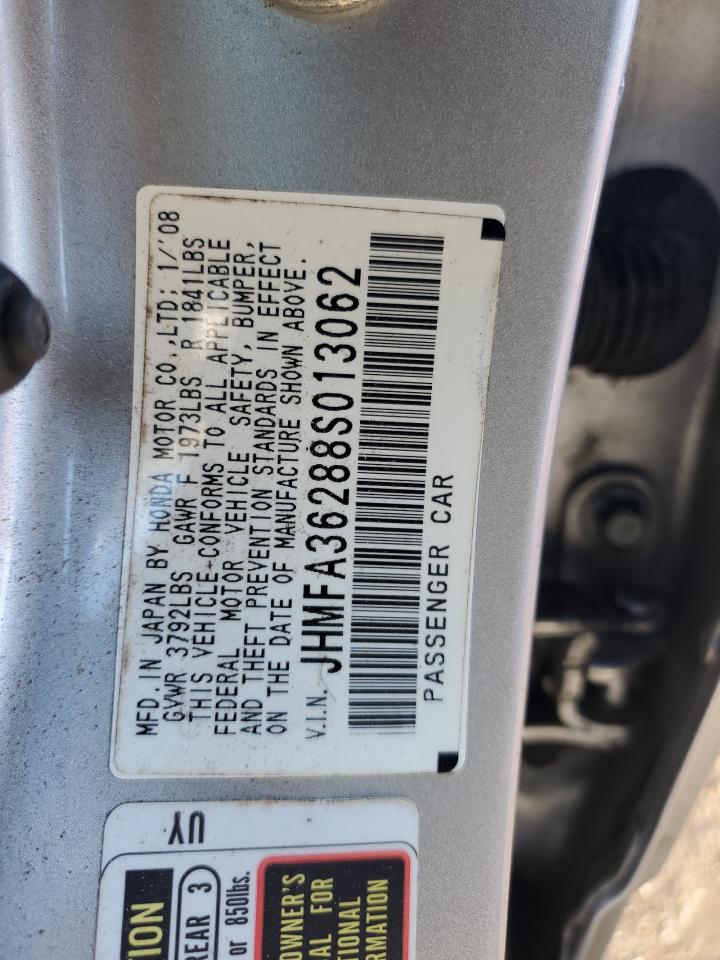 MFD. IN JAPAN BY HONDA MOTOR CO.,LTD: 1/'08
GVWR 3792LBS GAWR F 1973LBS R 1841LBS
THIS VEHICLE CONFORMS TO ALL APPLICABLE
FEDERAL MOTOR VEHICLE SAFETY, BUMPER,
AND THEFT PREVENTION STANDARDS IN EFFECT
ON THE DATE OF MANUFACTURE SHOWN ABOVE.
V.I.N. JHMFA36288S013062
PASSENGER CAR
UY
TION
REAR 3
or 850lbs.
OWNER'S
AL FOR
TIONAL
RMATION